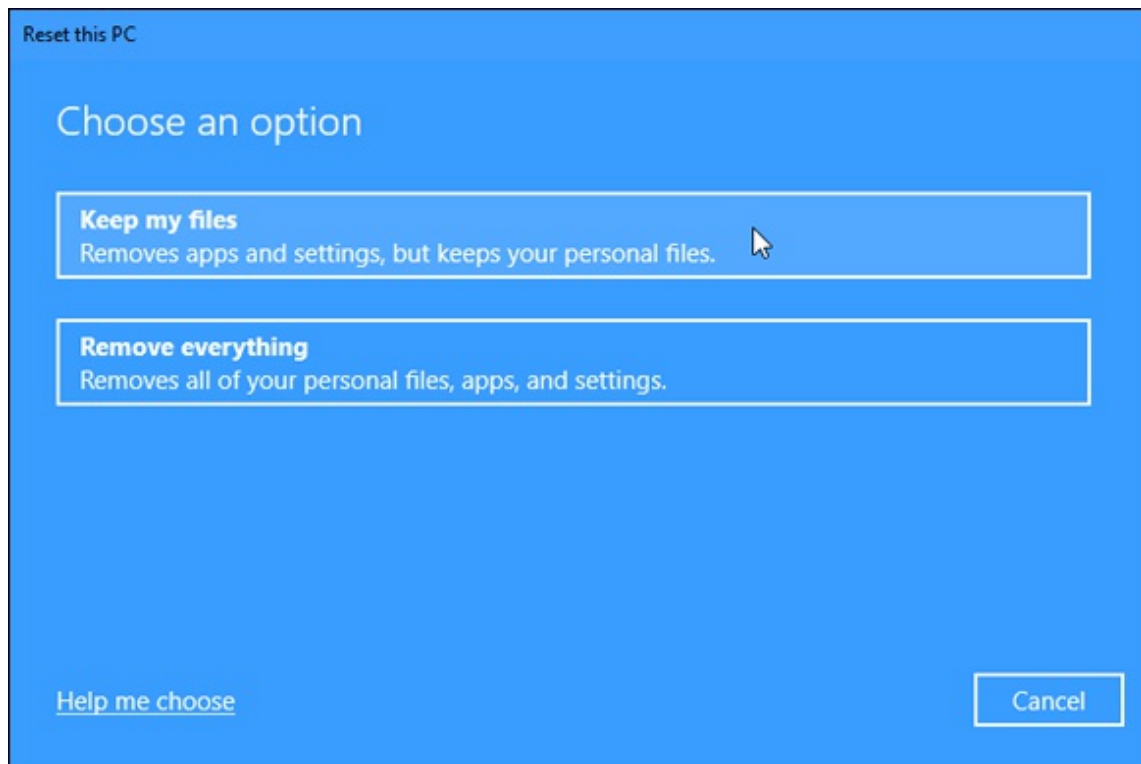 Reset this PC
Choose an option
Keep my files
Removes apps and settings, but keeps your personal files.
Remove everything
Removes all of your personal files, apps, and settings.
Help me choose
Cancel